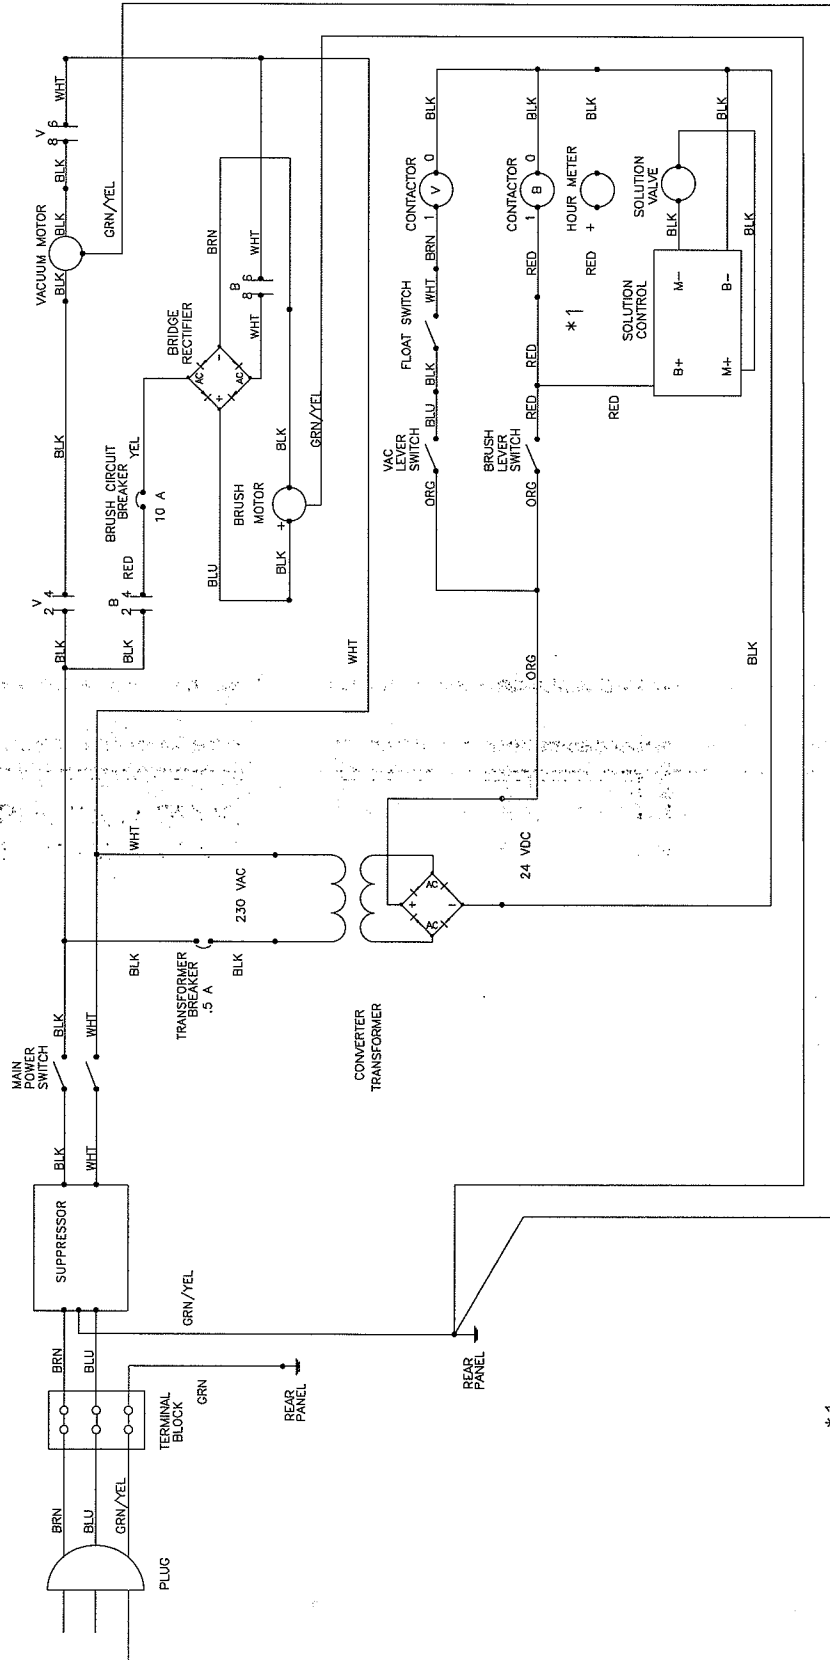 PLUG
BRN
BLU
GRN/YEL
TERMINAL
BLOCK
BRN
BLU
GRN
REAR
PANEL
SUPPRESSOR
GRN/YEL
REAR
PANEL
BLK
WHT
MAIN
POWER
SWITCH
BLK
WHT
BLK
TRANSFORMER
BREAKER
.5 A
BLK
WHT
230 VAC
CONVERTER
TRANSFORMER
AC
+
-
AC
24 VDC
WHT
BLK
BLK
V
2 4
B
2 4
RED
BRUSH CIRCUIT
BREAKER
10 A
YEL
BLK
BRIDGE
RECTIFIER
AC
+
-
AC
BLU
BRN
BRUSH
MOTOR
BLK
+
BLK
GRN/YEL
WHT
B
8 6
WHT
VACUUM MOTOR
BLK
BLK
GRN/YEL
BLK
V
8 6
WHT
ORG
ORG
VAC
LEVER
SWITCH
BLU
BLK
FLOAT SWITCH
WHT
BRN
CONTACTOR
1 V 0
BLK
ORG
BRUSH
LEVER
SWITCH
RED
RED
RED
CONTACTOR
1 B 0
BLK
HOUR METER
RED
+
BLK
*1
RED
SOLUTION
CONTROL
B+
M-
M+
B-
SOLUTION
VALVE
BLK
BLK
BLK
BLK